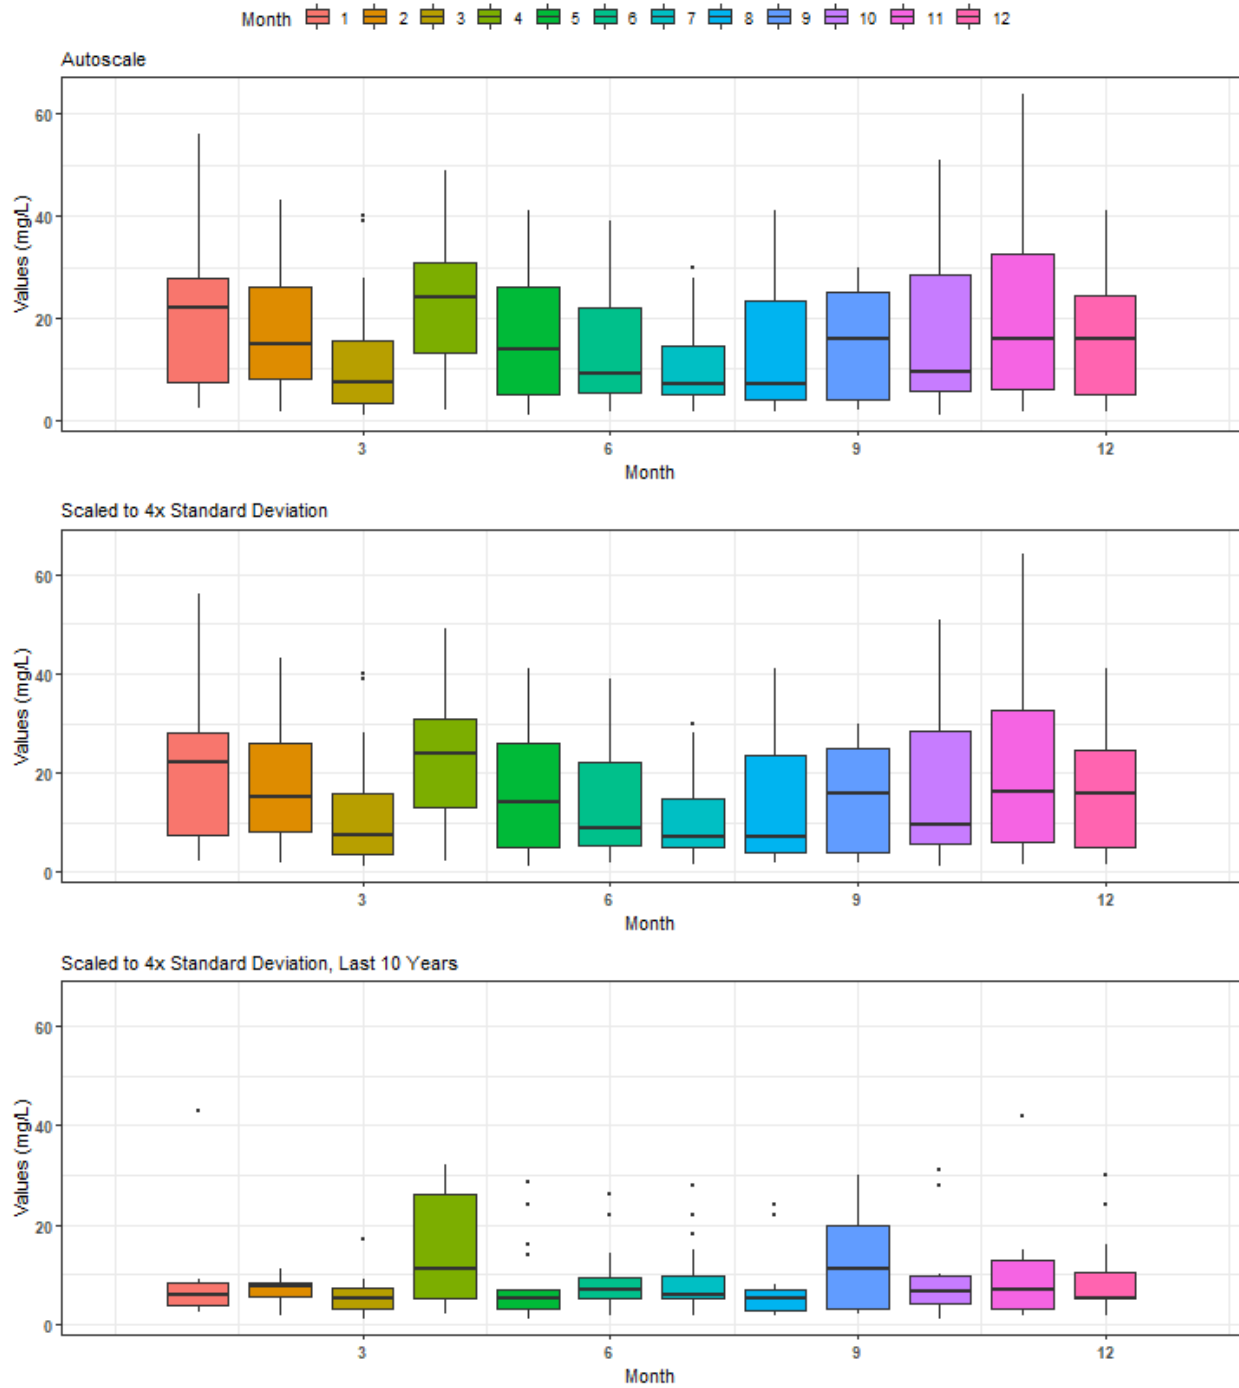 Month 1 2 3 4 5 6 7 8 9 10 11 12
Autoscale
Values (mg/L)
60
40
20
0
3 6 9 12
Month
Scaled to 4x Standard Deviation
Values (mg/L)
60
40
20
0
3 6 9 12
Month
Scaled to 4x Standard Deviation, Last 10 Years
Values (mg/L)
60
40
20
0
3 6 9 12
Month